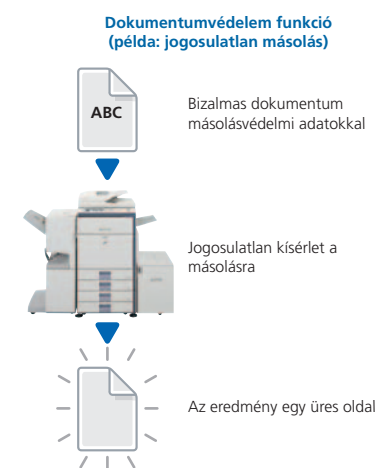 Dokumentumvédelem funkció
(példa: jogosulatlan másolás)
ABC
Bizalmas dokumentum
másolásvédelmi adatokkal
Jogosulatlan kísérlet a
másolásra
Az eredmény egy üres oldal